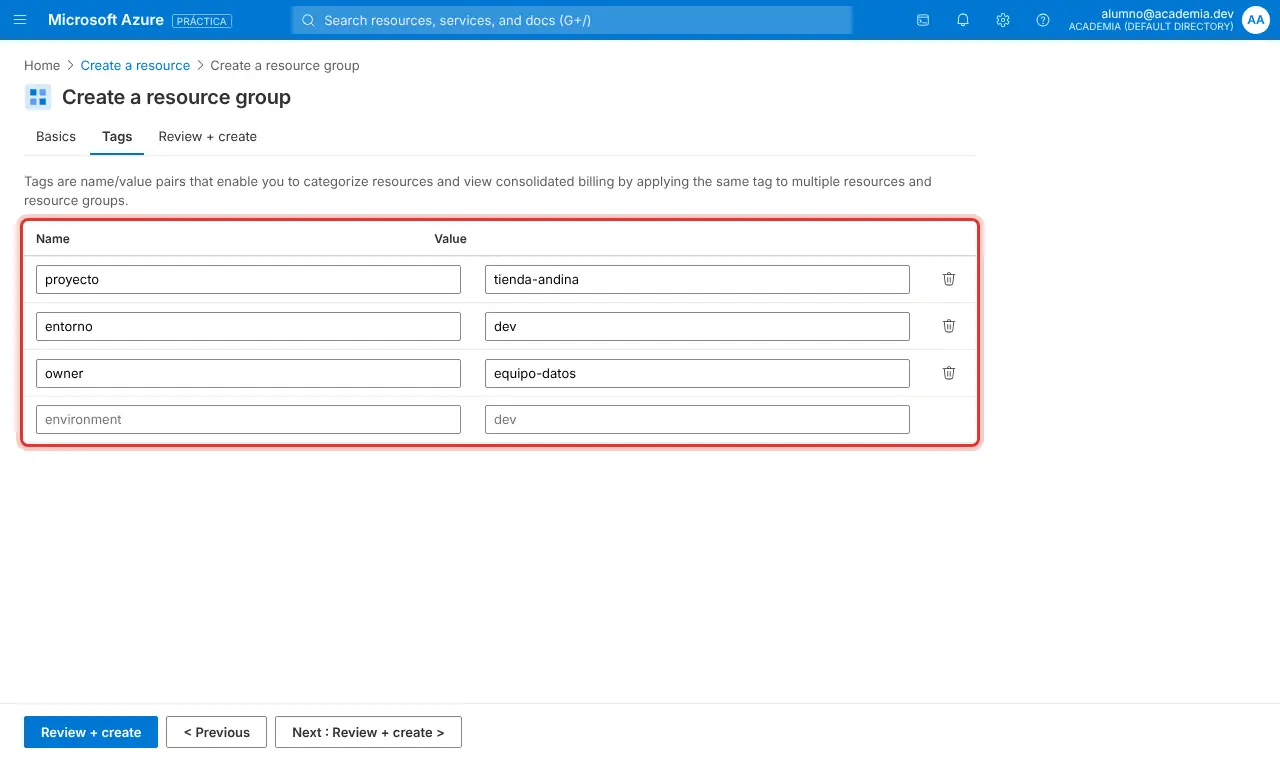 Microsoft Azure PRÁCTICA Search resources, services, and docs (G+/) alumno@academia.dev
ACADEMIA (DEFAULT DIRECTORY) AA
Home > Create a resource > Create a resource group
Create a resource group
Basics Tags Review + create
Tags are name/value pairs that enable you to categorize resources and view consolidated billing by applying the same tag to multiple resources and
resource groups.
Name Value
proyecto tienda-andina
entorno dev
owner equipo-datos
environment dev
Review + create < Previous Next : Review + create >